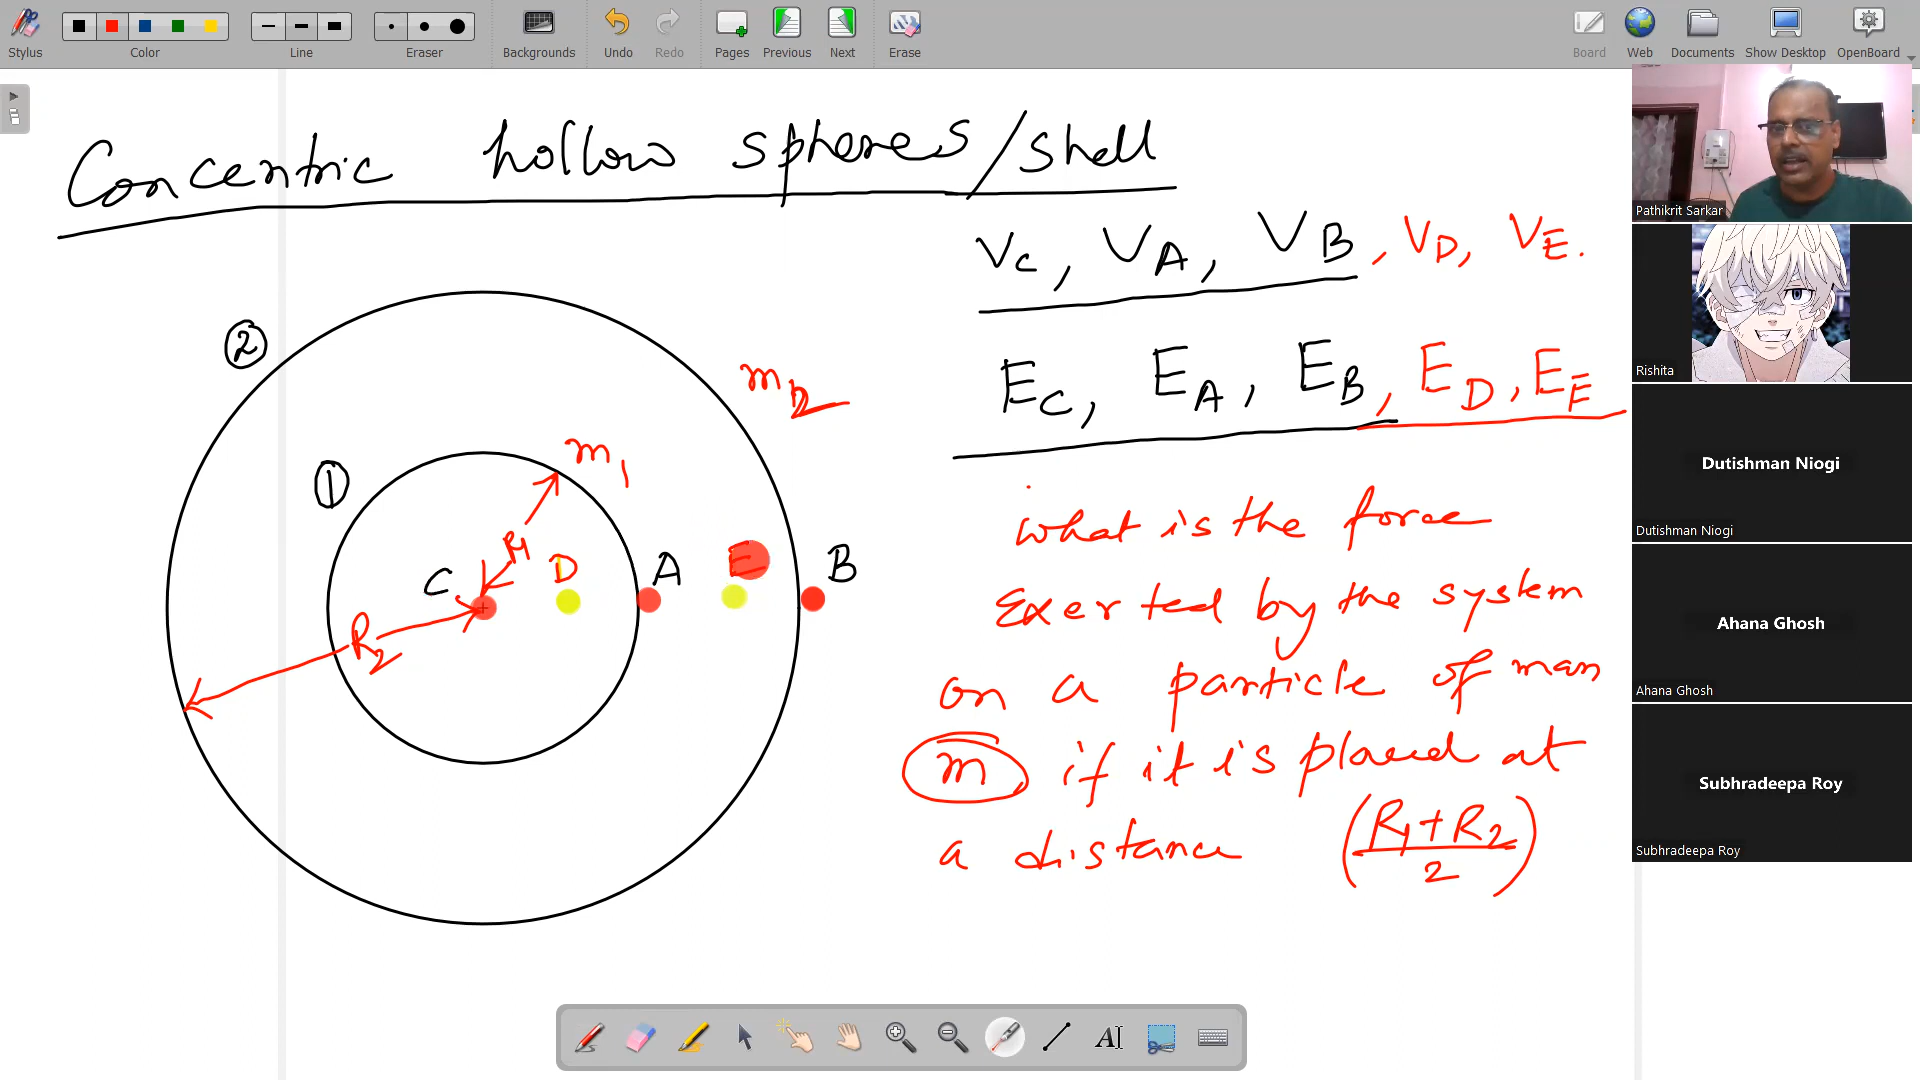 Stylus
Color
Line
Eraser
Backgrounds
Undo
Redo
Pages
Previous
Next
Erase
Board
Web
Documents
Show Desktop
OpenBoard
Concentric hollow spheres/shell
VC, VA, VB, VD, VE.
EC, EA, EB, ED, EE
2
m2
1
m1
R1
C
D
A
E
B
R2
What is the force
exerted by the system
on a particle of mass
m if it is placed at
a distance (R1+R2/2)
Pathikrit Sarkar
Rishita
Dutishman Niogi
Dutishman Niogi
Ahana Ghosh
Ahana Ghosh
Subhradeepa Roy
Subhradeepa Roy
AI